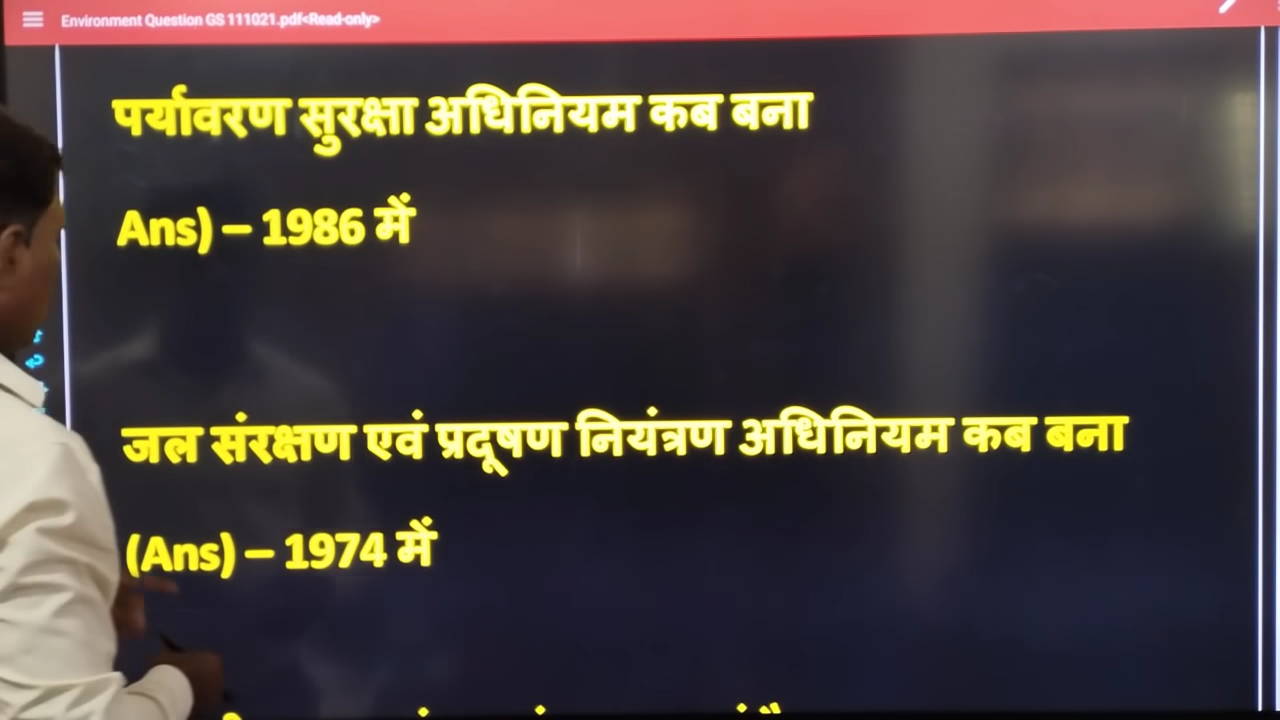 Environment Question GS 111021.pdf<Read-only>
पर्यावरण सुरक्षा अधिनियम कब बना
Ans) – 1986 में
जल संरक्षण एवं प्रदूषण नियंत्रण अधिनियम कब बना
(Ans) – 1974 में